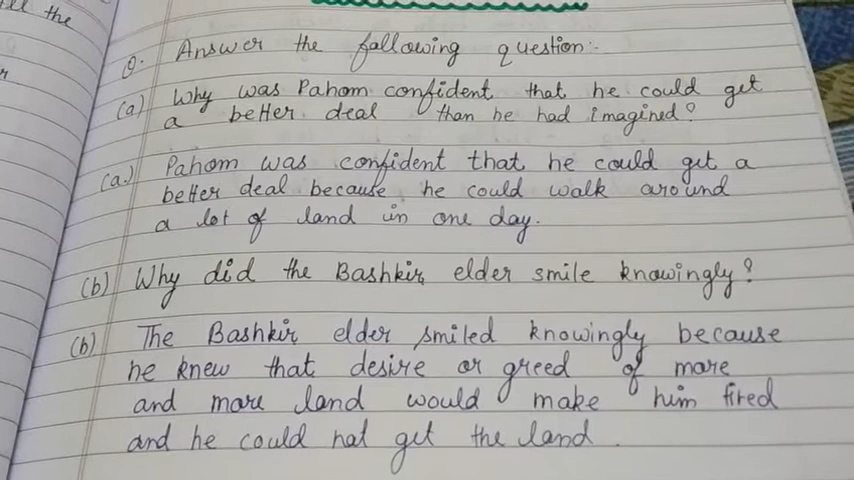 ll the
Q. Answer the following question:-
(a) Why was Pahom confident that he could get
a better deal than he had imagined?
(a.) Pahom was confident that he could get a
better deal because he could walk around
a lot of land in one day.
(b) Why did the Bashkir elder smile knowingly?
(b) The Bashkir elder smiled knowingly because
he knew that desire or greed of more
and more land would make him tired
and he could not get the land.